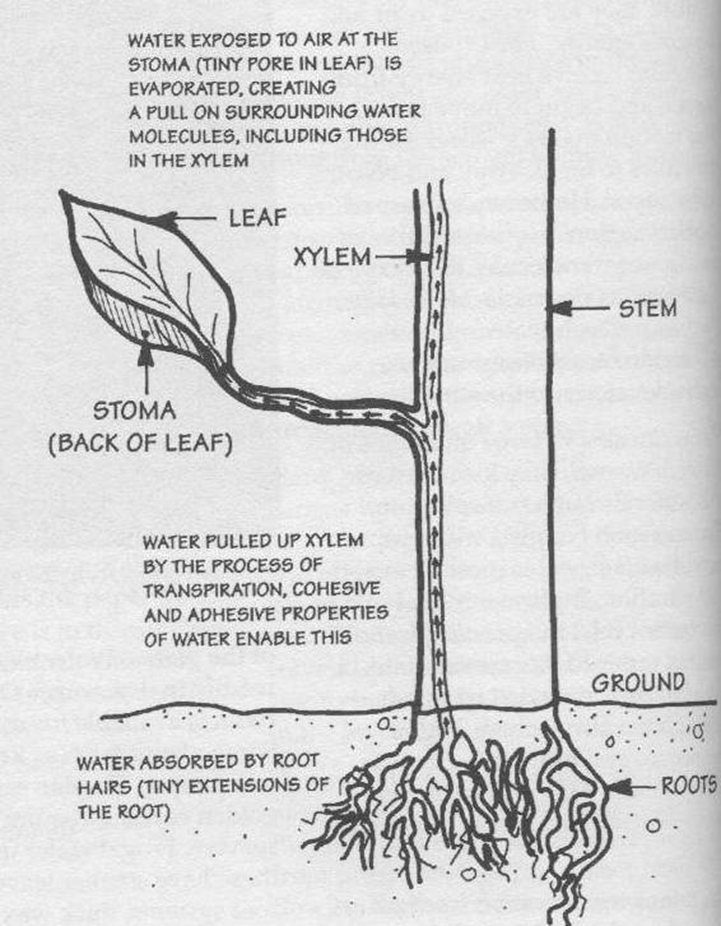 WATER EXPOSED TO AIR AT THE
STOMA (TINY PORE IN LEAF) IS
EVAPORATED, CREATING
A PULL ON SURROUNDING WATER
MOLECULES, INCLUDING THOSE
IN THE XYLEM
LEAF
XYLEM
STEM
STOMA
(BACK OF LEAF)
WATER PULLED UP XYLEM
BY THE PROCESS OF
TRANSPIRATION, COHESIVE
AND ADHESIVE PROPERTIES
OF WATER ENABLE THIS
GROUND
WATER ABSORBED BY ROOT
HAIRS (TINY EXTENSIONS OF
THE ROOT)
ROOTS